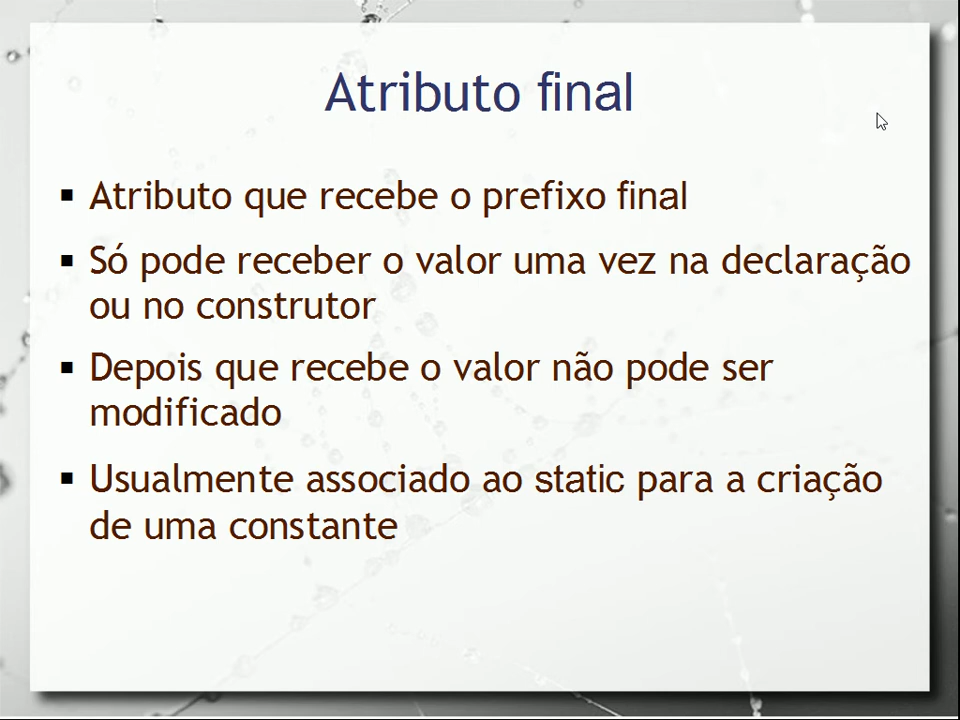 Atributo final
▪ Atributo que recebe o prefixo final
▪ Só pode receber o valor uma vez na declaração
ou no construtor
▪ Depois que recebe o valor não pode ser
modificado
▪ Usualmente associado ao static para a criação
de uma constante